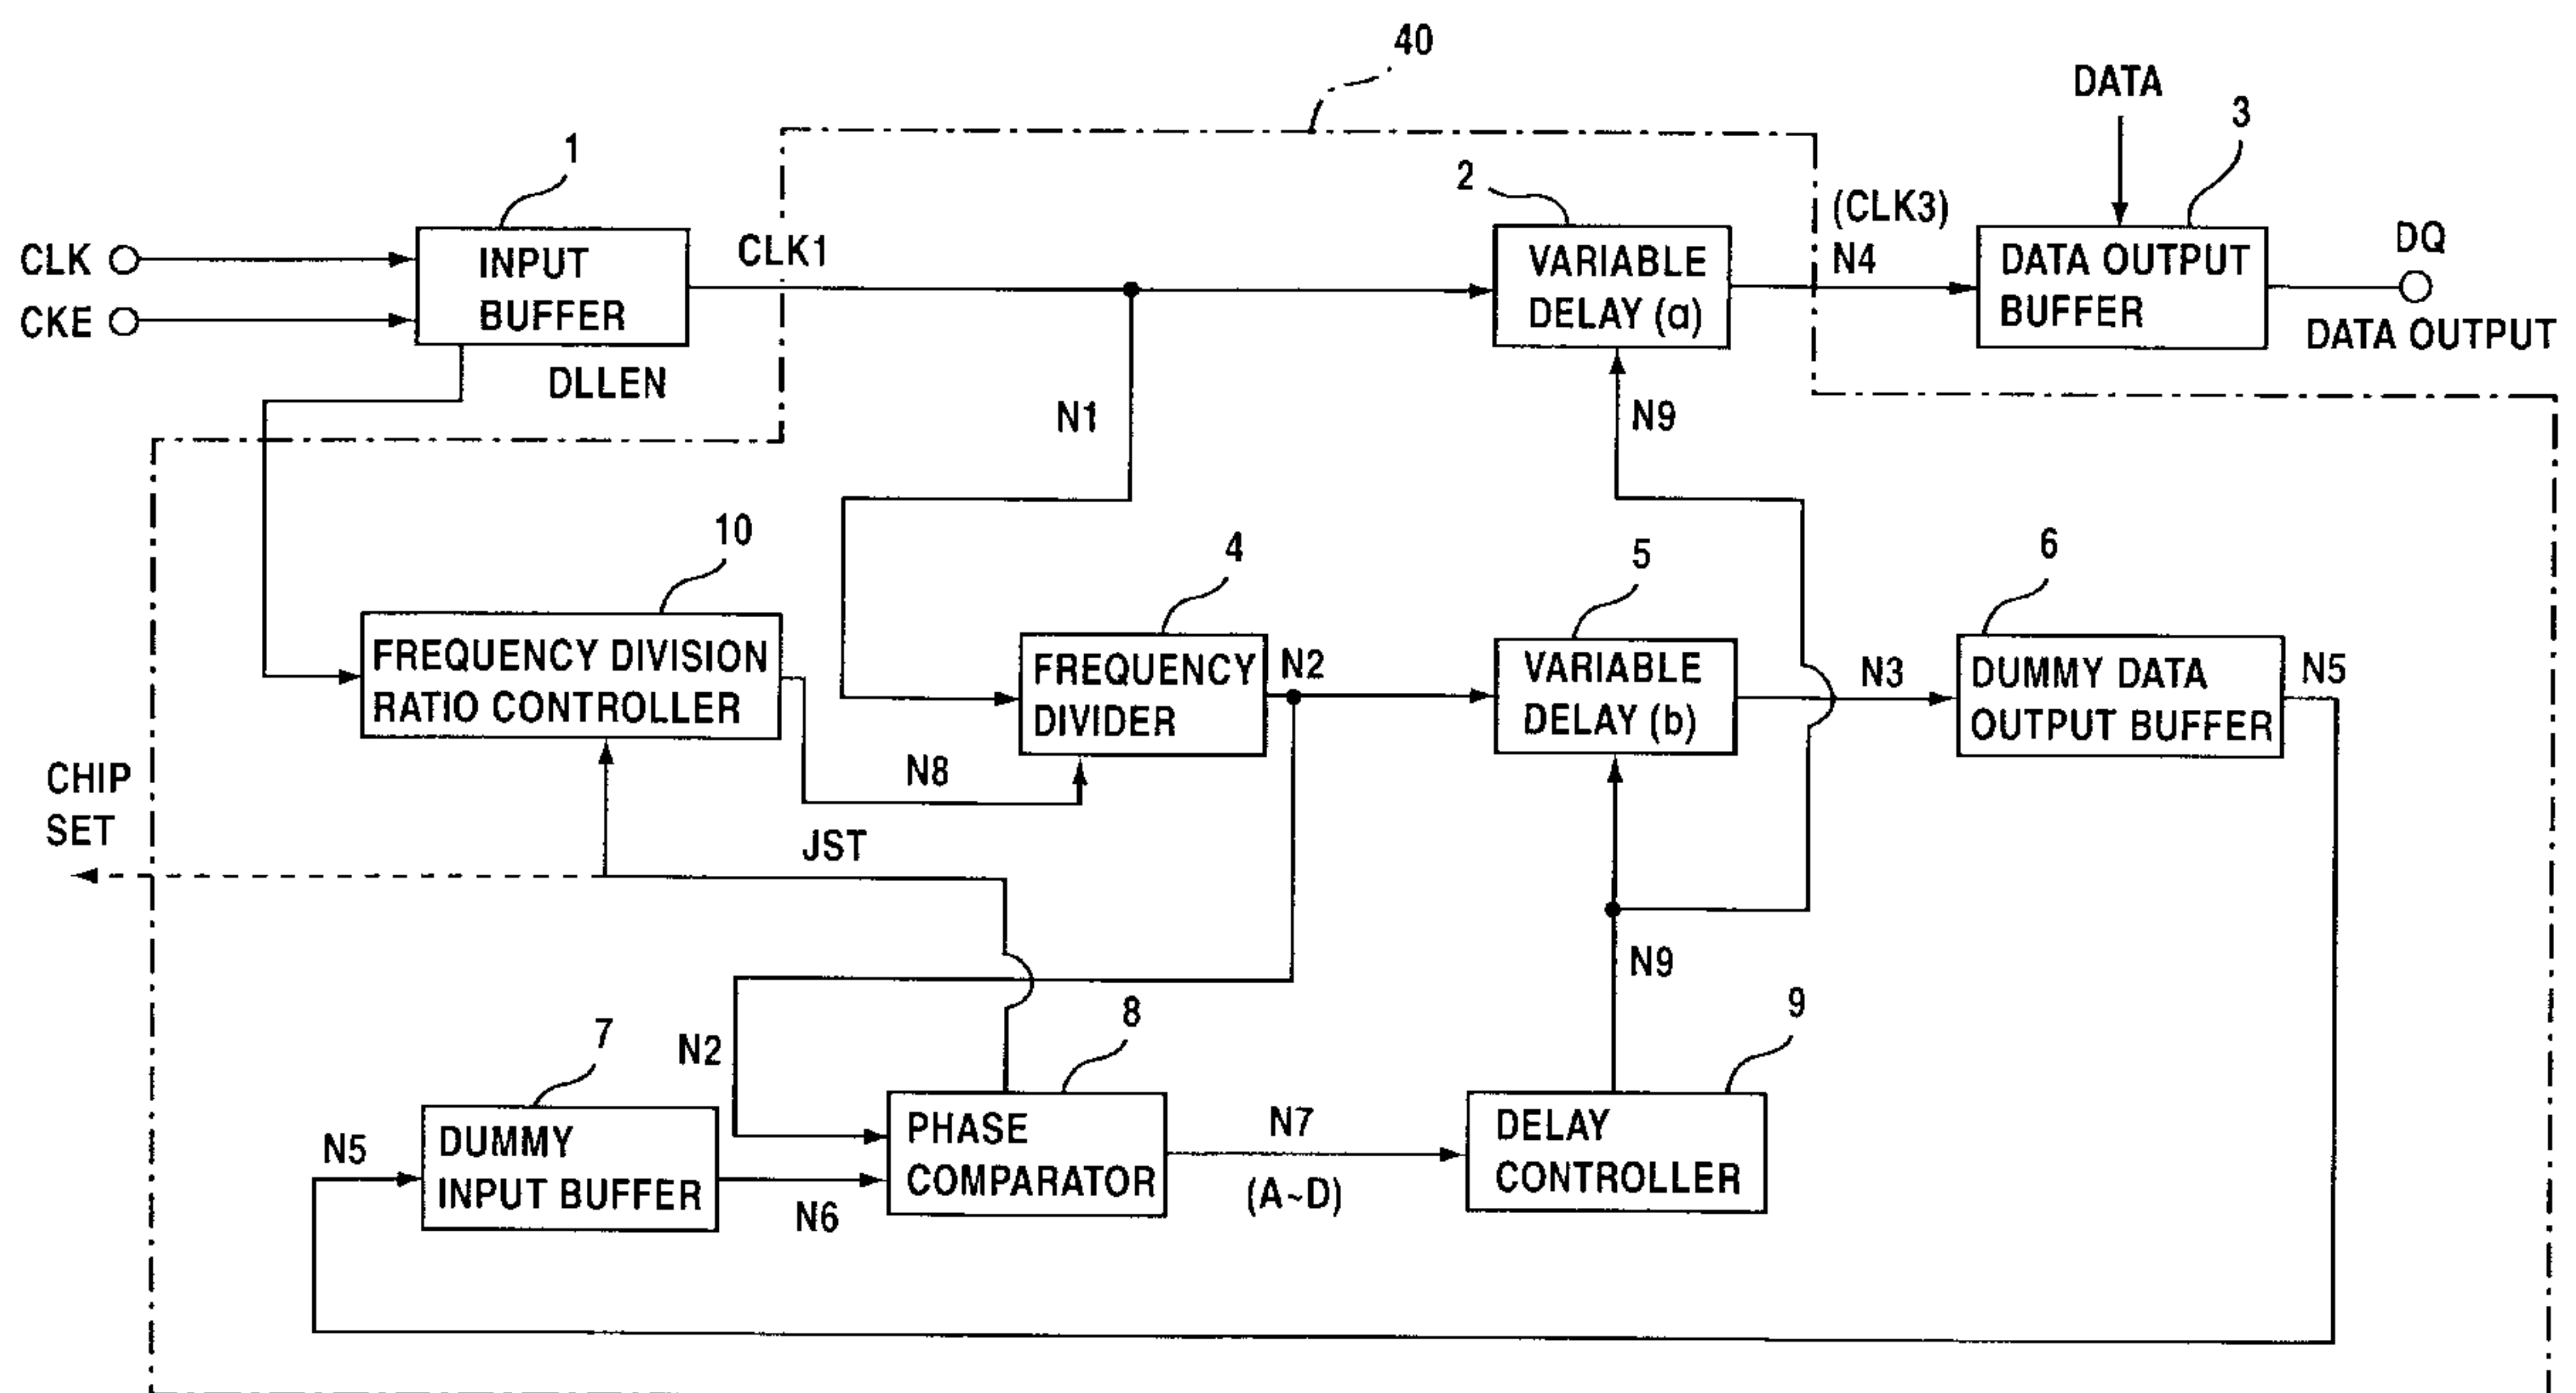 40
DATA
1
2
3
(CLK3)
CLK
CKE
INPUT
BUFFER
CLK1
VARIABLE
DELAY (a)
N4
DATA OUTPUT
BUFFER
DQ
DATA OUTPUT
DLLEN
N1
N9
10
4
5
6
FREQUENCY DIVISION
RATIO CONTROLLER
FREQUENCY
DIVIDER
N2
VARIABLE
DELAY (b)
N3
DUMMY DATA
OUTPUT BUFFER
N5
CHIP
SET
N8
JST
N9
7
N2
8
9
N5
DUMMY
INPUT BUFFER
N6
PHASE
COMPARATOR
N7
(A~D)
DELAY
CONTROLLER